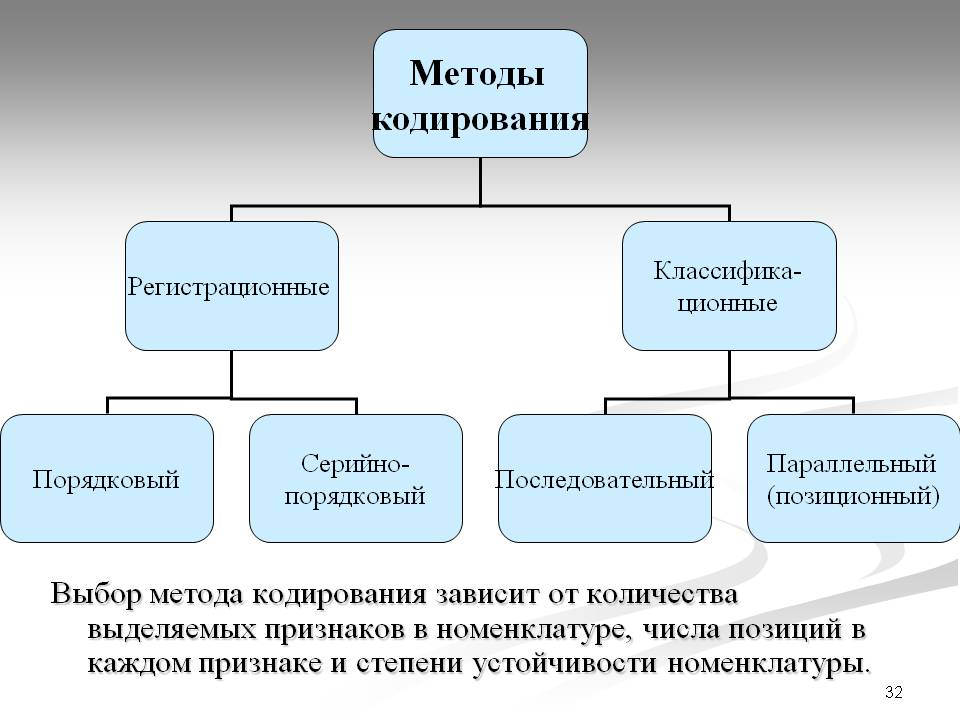 Методы
кодирования
Регистрационные
Классифика-
ционные
Порядковый
Серийно-
порядковый
Последовательный
Параллельный
(позиционный)
Выбор метода кодирования зависит от количества
выделяемых признаков в номенклатуре, числа позиций в
каждом признаке и степени устойчивости номенклатуры.
32